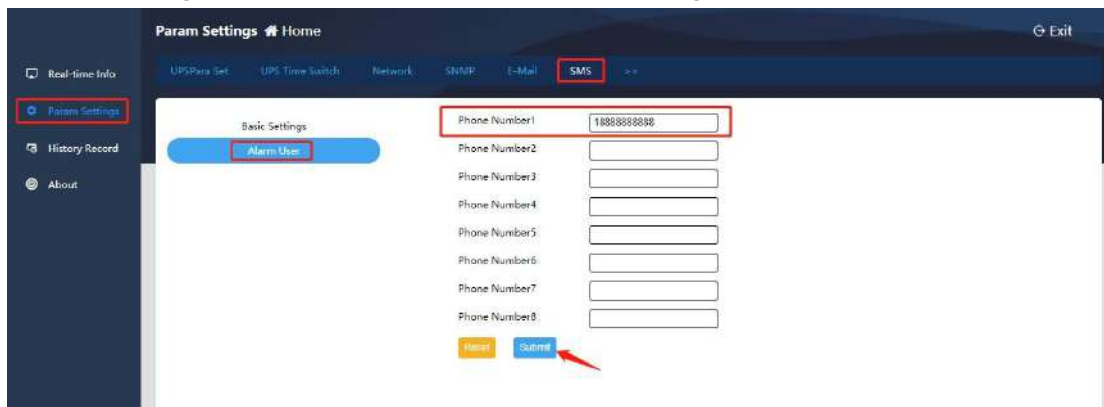 Param Settings Home Exit
Real-time Info
Param Settings
History Record
About
UPSPara Set UPS Time Switch Network SNMP E-Mail SMS >>
Basic Settings
Alarm User
Phone Number1 18888888888
Phone Number2
Phone Number3
Phone Number4
Phone Number5
Phone Number6
Phone Number7
Phone Number8
Reset Submit